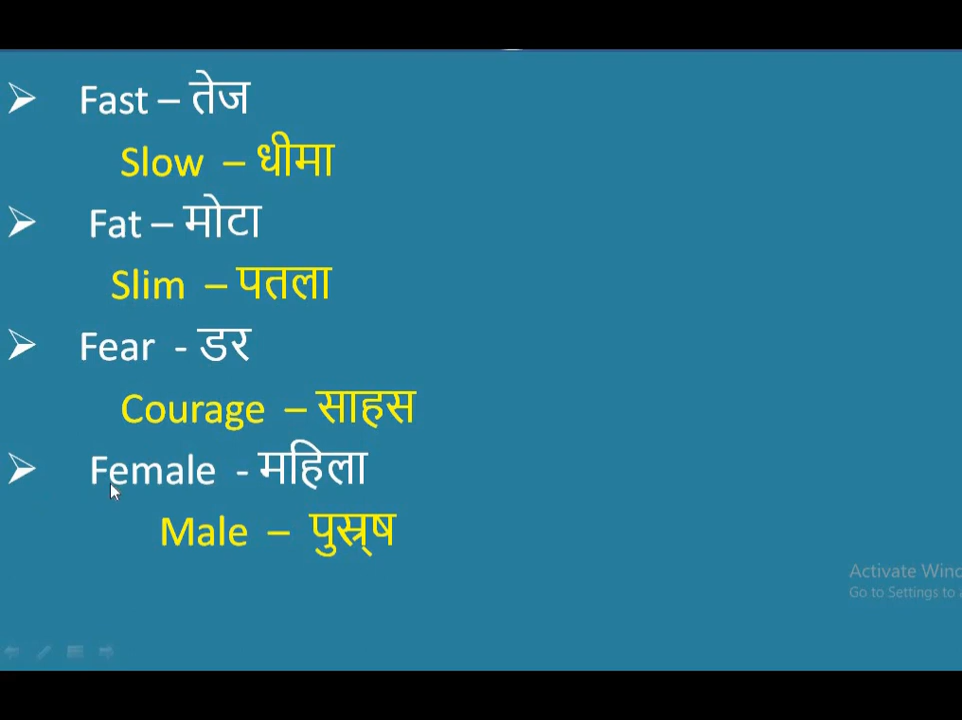 ➢ Fast – तेज
Slow – धीमा
➢ Fat – मोटा
Slim – पतला
➢ Fear - डर
Courage – साहस
➢ Female - महिला
Male – पुस्र्ष
Activate Wind
Go to Settings to